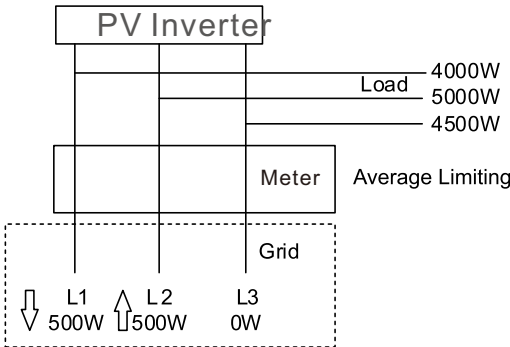 PV Inverter
4000W
Load
5000W
4500W
Meter
Average Limiting
Grid
L1 L2 L3
500W 500W 0W